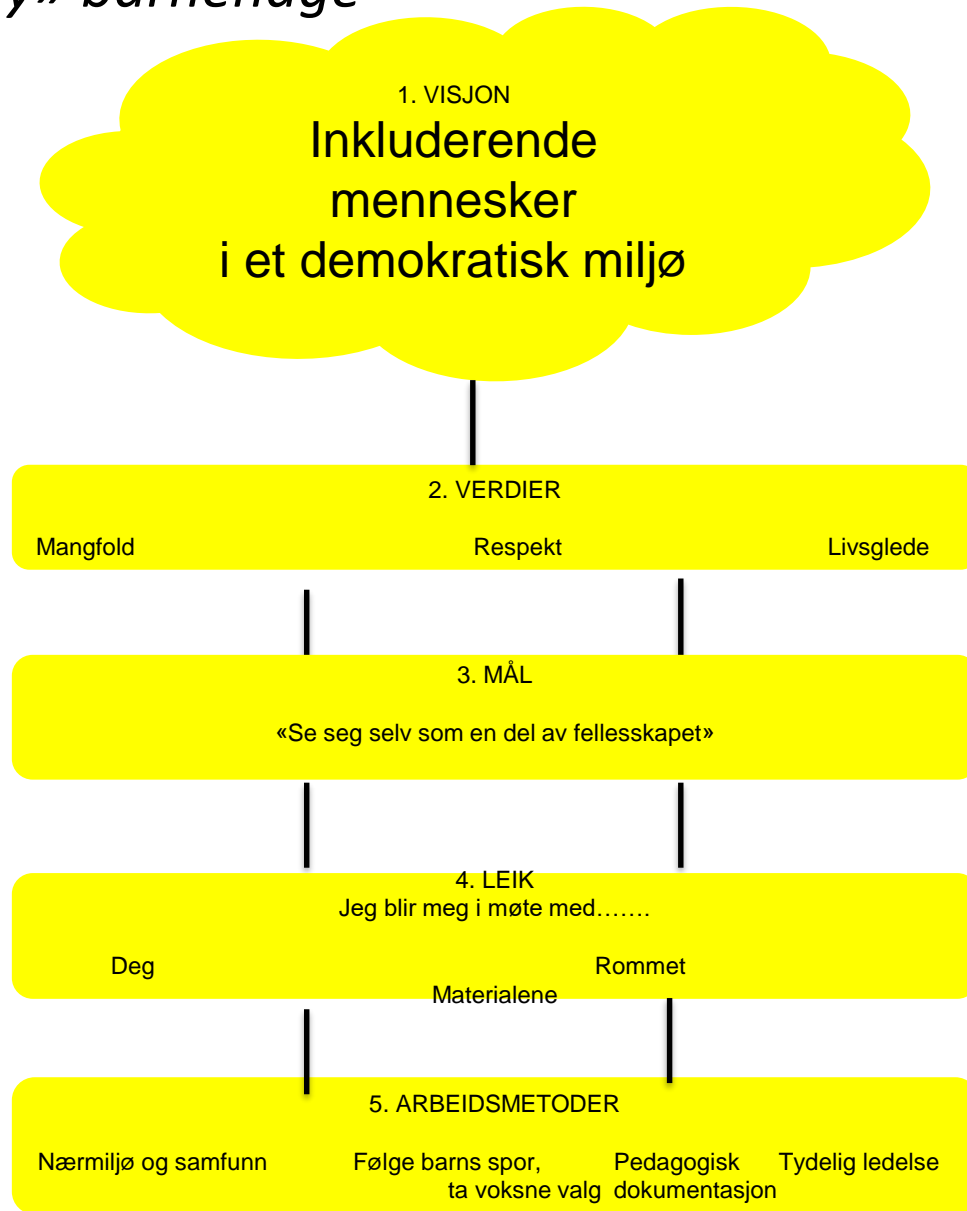 y» barnehage
1. VISJON
Inkluderende
mennesker
i et demokratisk miljø
2. VERDIER
Mangfold Respekt Livsglede
3. MÅL
«Se seg selv som en del av fellesskapet»
4. LEIK
Jeg blir meg i møte med.......
Deg Rommet
Materialene
5. ARBEIDSMETODER
Nærmiljø og samfunn Følge barns spor, Pedagogisk Tydelig ledelse
ta voksne valg dokumentasjon